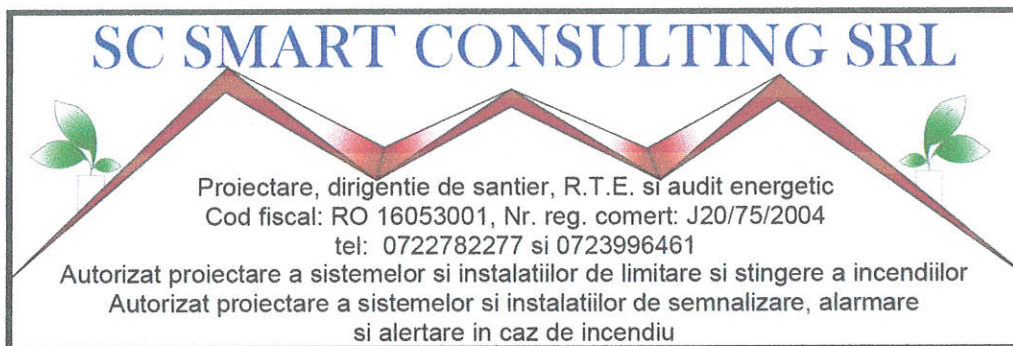 SC SMART CONSULTING SRL
Proiectare, dirigentie de santier, R.T.E. si audit energetic
Cod fiscal: RO 16053001, Nr. reg. comert: J20/75/2004
tel: 0722782277 si 0723996461
Autorizat proiectare a sistemelor si instalatiilor de limitare si stingere a incendiilor
Autorizat proiectare a sistemelor si instalatiilor de semnalizare, alarmare
si alertare in caz de incendiu